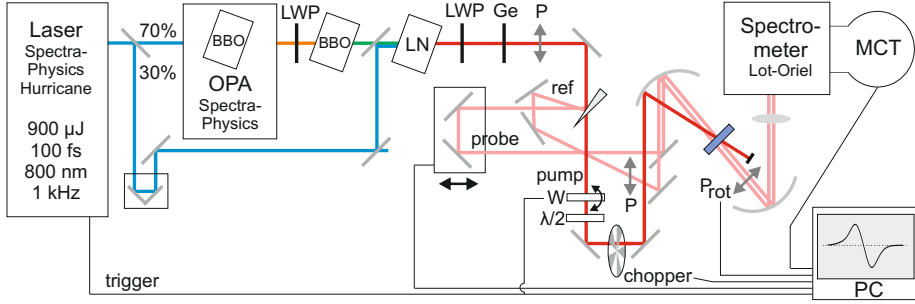 Laser
Spectra-
Physics
Hurricane
900 µJ
100 fs
800 nm
1 kHz
70%
30%
BBO
OPA
Spectra-
Physics
LWP
BBO
LN
LWP
Ge
P
ref
probe
pump
W
λ/2
P
chopper
Prot
Spectro-
meter
Lot-Oriel
MCT
trigger
PC